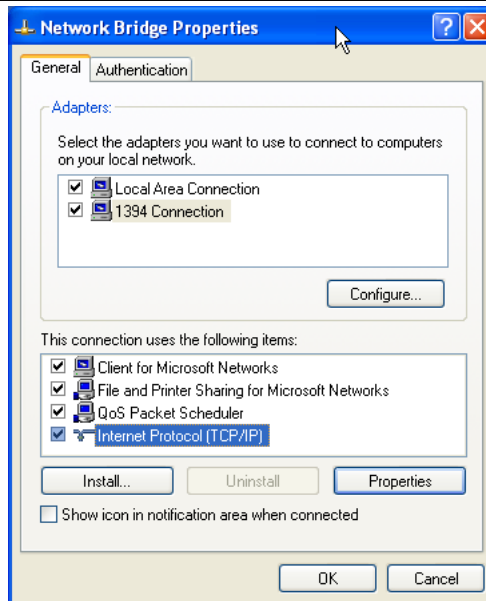 Network Bridge Properties
General Authentication
Adapters:
Select the adapters you want to use to connect to computers
on your local network.
Local Area Connection
1394 Connection
Configure...
This connection uses the following items:
Client for Microsoft Networks
File and Printer Sharing for Microsoft Networks
QoS Packet Scheduler
Internet Protocol (TCP/IP)
Install... Uninstall Properties
Show icon in notification area when connected
OK Cancel